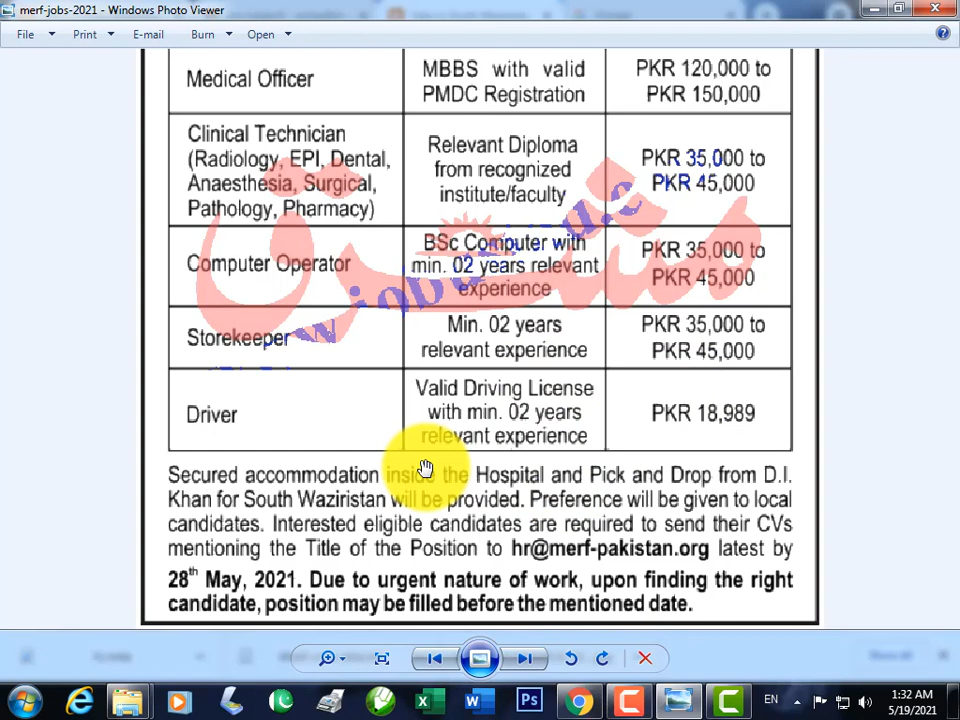 merf-jobs-2021 - Windows Photo Viewer
File Print E-mail Burn Open
Medical Officer
MBBS with valid
PMDC Registration
PKR 120,000 to
PKR 150,000
Clinical Technician
(Radiology, EPI, Dental,
Anaesthesia, Surgical,
Pathology, Pharmacy)
Relevant Diploma
from recognized
institute/faculty
PKR 35,000 to
PKR 45,000
Computer Operator
BSc Computer with
min. 02 years relevant
experience
PKR 35,000 to
PKR 45,000
Storekeeper
Min. 02 years
relevant experience
PKR 35,000 to
PKR 45,000
Driver
Valid Driving License
with min. 02 years
relevant experience
PKR 18,989
مشرق
Secured accommodation inside the Hospital and Pick and Drop from D.I.
Khan for South Waziristan will be provided. Preference will be given to local
candidates. Interested eligible candidates are required to send their CVs
mentioning the Title of the Position to hr@merf-pakistan.org latest by
28th May, 2021. Due to urgent nature of work, upon finding the right
candidate, position may be filled before the mentioned date.
Ps
EN
1:32 AM
5/19/2021